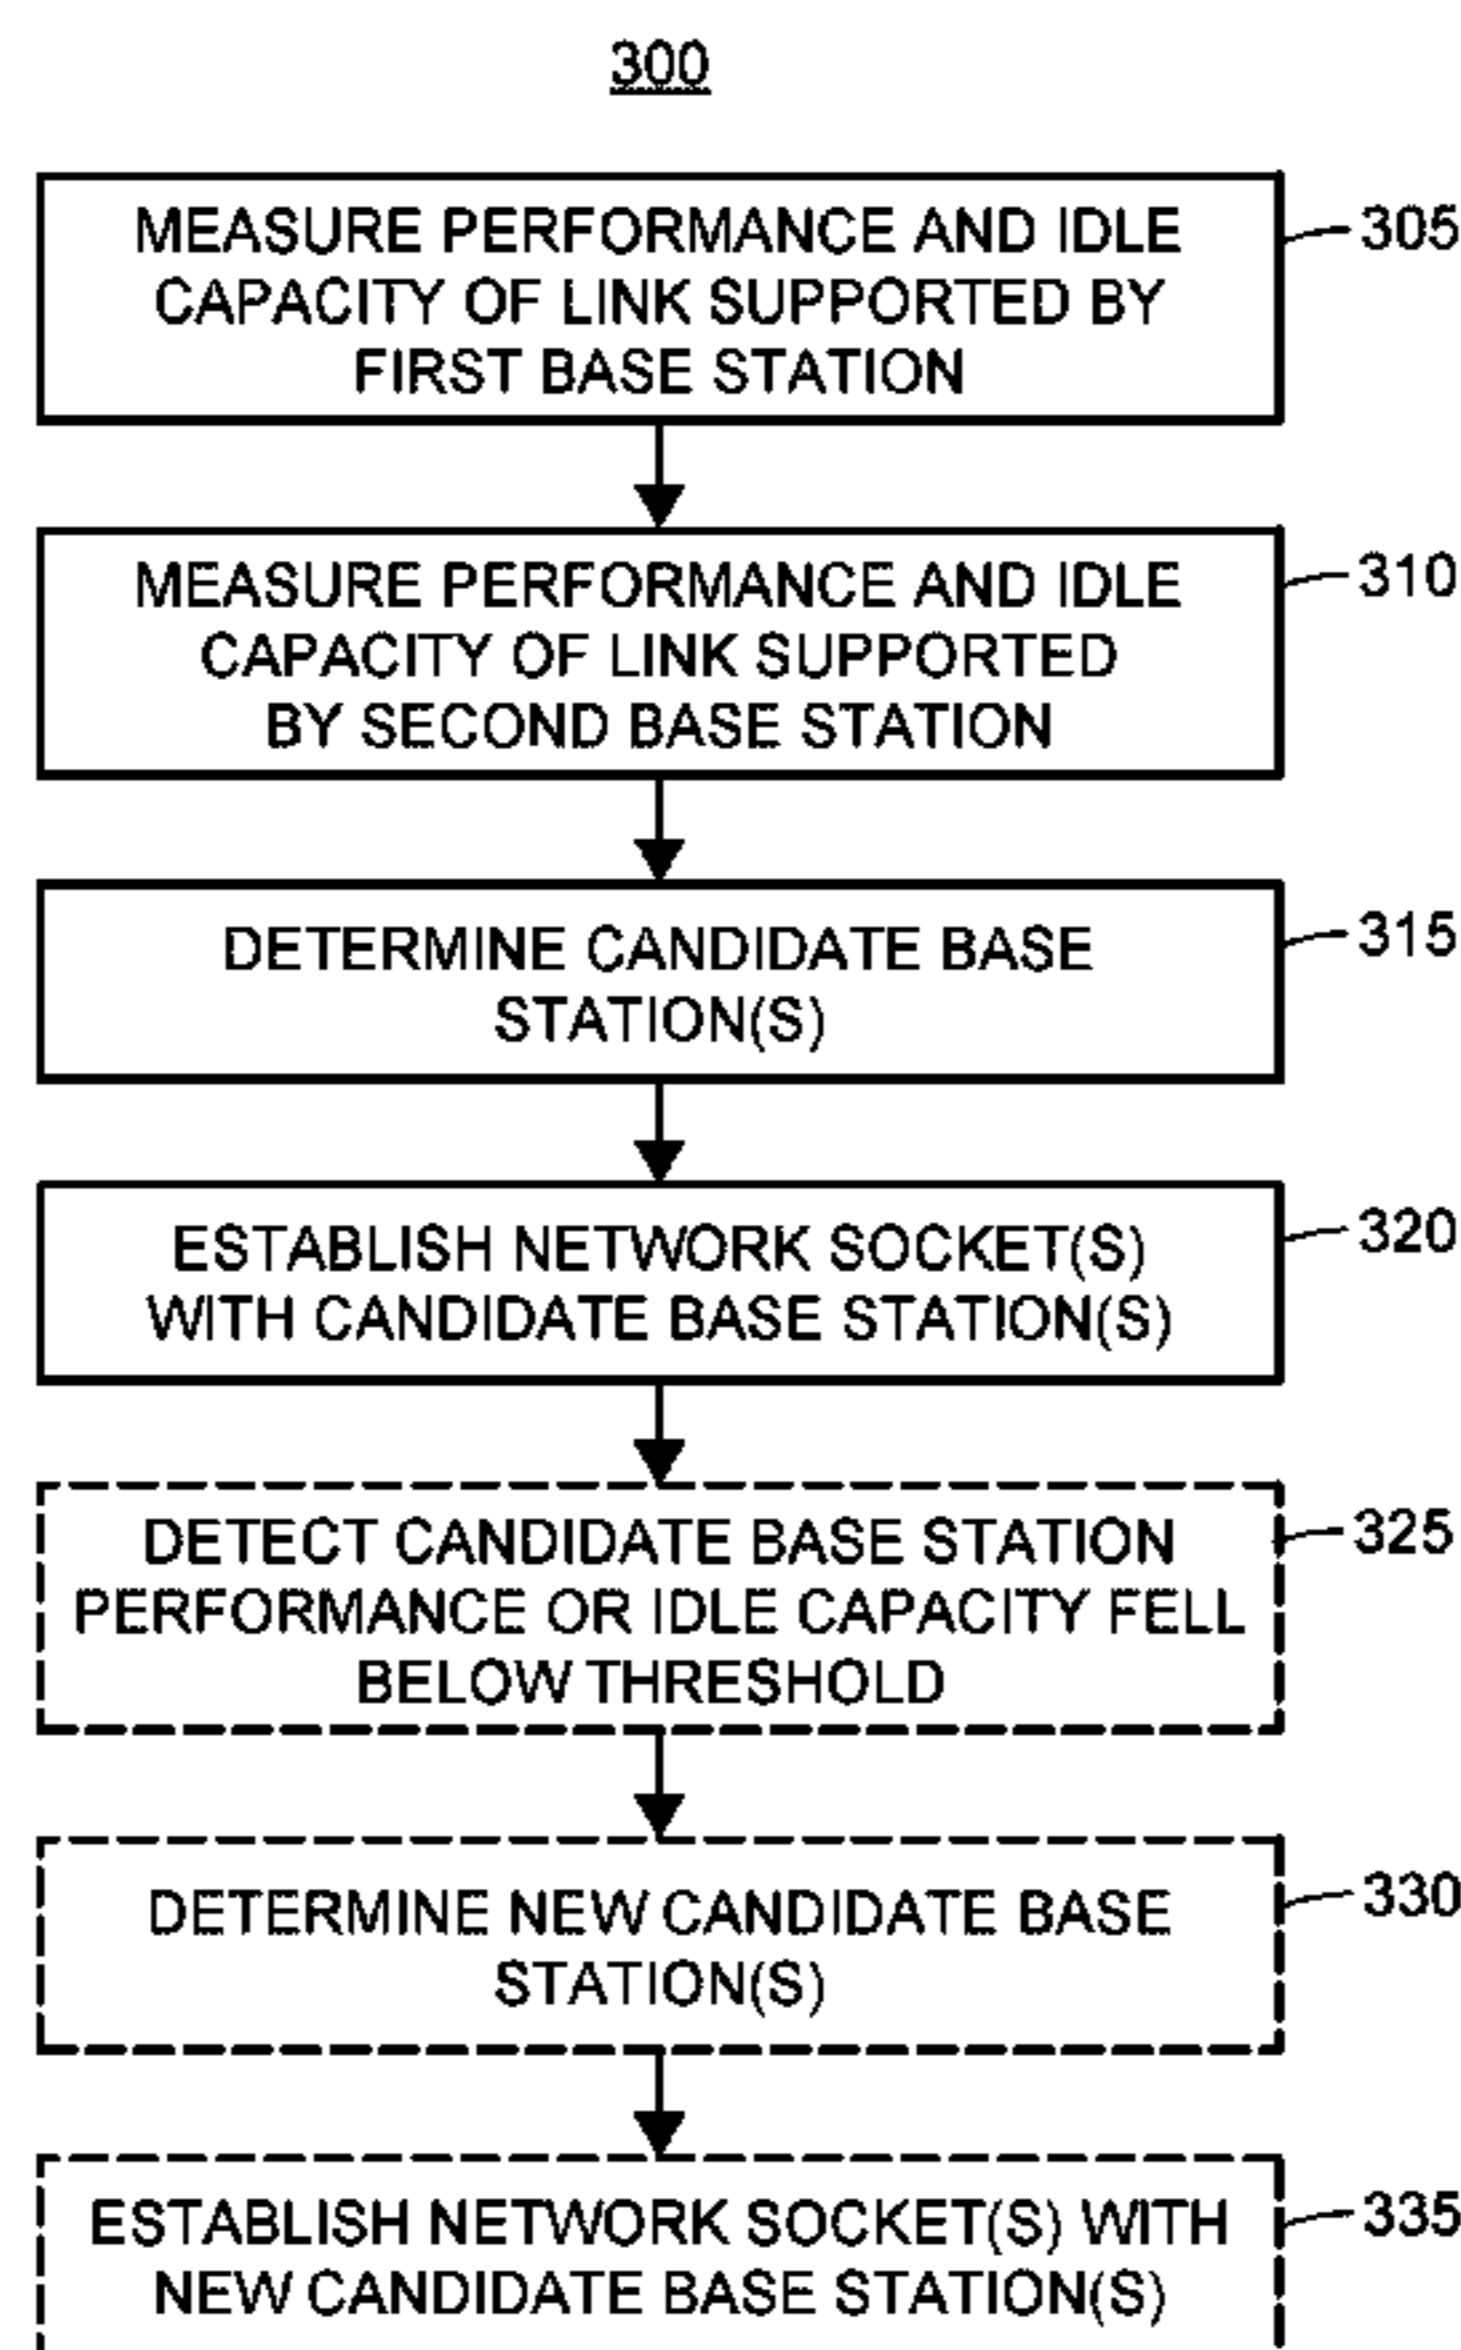 300
MEASURE PERFORMANCE AND IDLE
CAPACITY OF LINK SUPPORTED BY
FIRST BASE STATION
305
MEASURE PERFORMANCE AND IDLE
CAPACITY OF LINK SUPPORTED
BY SECOND BASE STATION
310
DETERMINE CANDIDATE BASE
STATION(S)
315
ESTABLISH NETWORK SOCKET(S)
WITH CANDIDATE BASE STATION(S)
320
DETECT CANDIDATE BASE STATION
PERFORMANCE OR IDLE CAPACITY FELL
BELOW THRESHOLD
325
DETERMINE NEW CANDIDATE BASE
STATION(S)
330
ESTABLISH NETWORK SOCKET(S) WITH
NEW CANDIDATE BASE STATION(S)
335